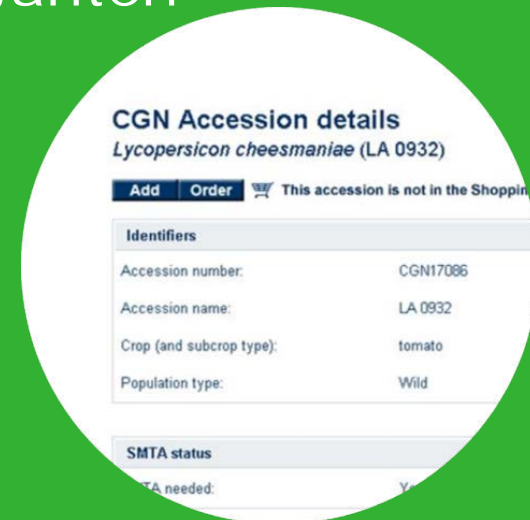 CGN Accession details
Lycopersicon cheesmaniae (LA 0932)
Add Order This accession is not in the Shoppin
Identifiers
Accession number: CGN17086
Accession name: LA 0932
Crop (and subcrop type): tomato
Population type: Wild
SMTA status
needed: